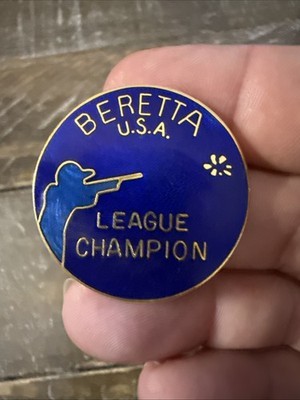 BERETTA
U.S.A.
LEAGUE
CHAMPION